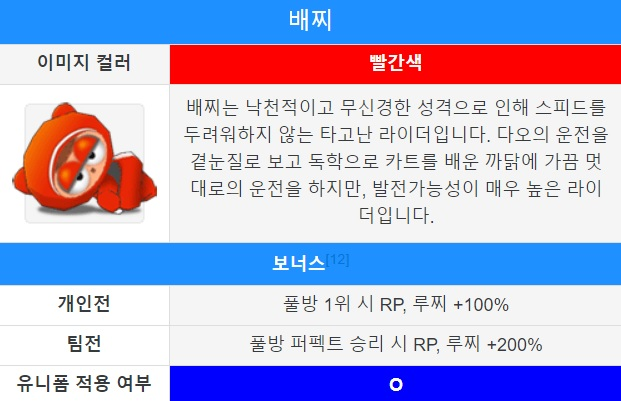 배찌
이미지 컬러
빨간색
배찌는 낙천적이고 무신경한 성격으로 인해 스피드를
두려워하지 않는 타고난 라이더입니다. 다오의 운전을
곁눈질로 보고 독학으로 카트를 배운 까닭에 가끔 멋
대로의 운전을 하지만, 발전가능성이 매우 높은 라이
더입니다.
보너스[12]
개인전
풀방 1위 시 RP, 루찌 +100%
팀전
풀방 퍼펙트 승리 시 RP, 루찌 +200%
유니폼 적용 여부
O